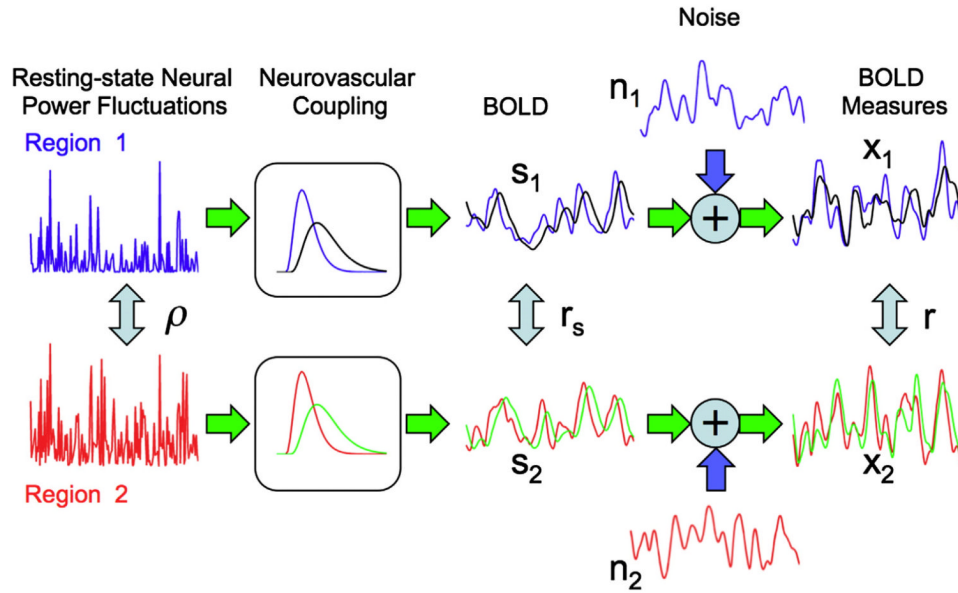 Noise
Resting-state Neural
Power Fluctuations
Neurovascular
Coupling
BOLD
BOLD
Measures
n1
Region 1
s1
x1
+
ρ
rs
r
+
Region 2
s2
x2
n2